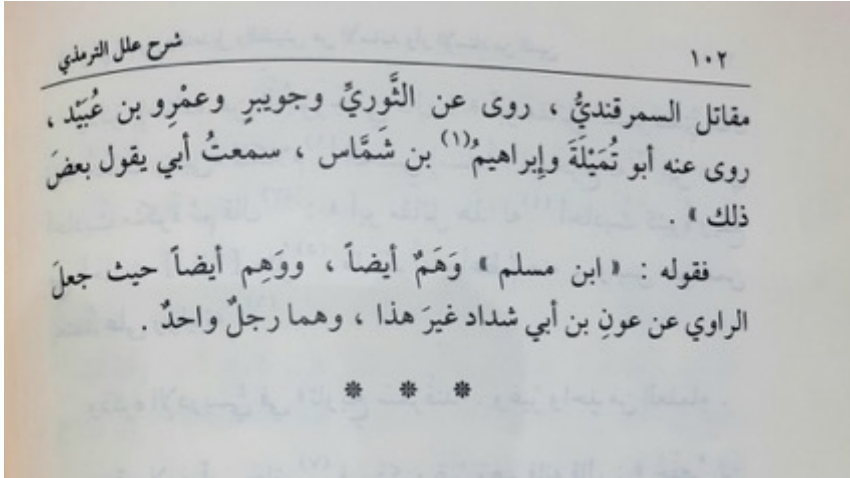 ١٠٢ شرح علل الترمذي
مقاتل السمرقنديُّ ، روى عن الثَّوريِّ وجويبرٍ وعمْرِو بن عُبَيْد ،
روى عنه أبو تُمَيْلَةَ وإبراهيمُ(١) بن شَمَّاس ، سمعتُ أبي يقول بعضَ
ذلك » .
فقوله : « ابن مسلم » وَهَمٌ أيضاً ، ووَهِم أيضاً حيث جعلَ
الراوي عن عونِ بن أبي شداد غيرَ هذا ، وهما رجلٌ واحدٌ .
* * *